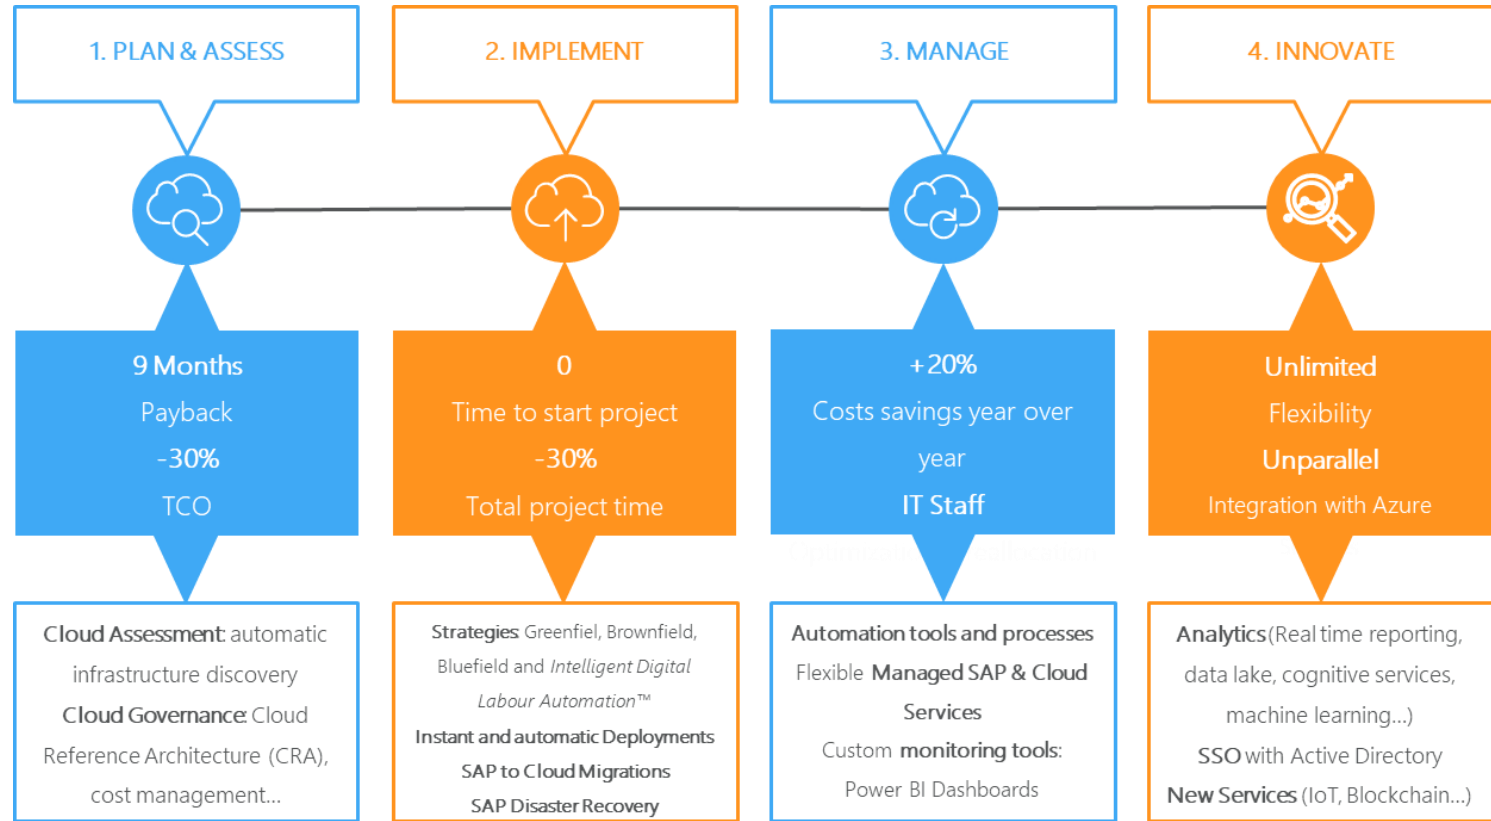 1. PLAN & ASSESS
2. IMPLEMENT
3. MANAGE
4. INNOVATE
9 Months
Payback
-30%
TCO
0
Time to start project
-30%
Total project time
+20%
Costs savings year over
year
IT Staff
Unlimited
Flexibility
Unparallel
Integration with Azure
Cloud Assessment: automatic
infrastructure discovery
Cloud Governance: Cloud
Reference Architecture (CRA),
cost management...
Strategies: Greenfiel, Brownfield,
Bluefield and Intelligent Digital
Labour Automation™
Instant and automatic Deployments
SAP to Cloud Migrations
SAP Disaster Recovery
Automation tools and processes
Flexible Managed SAP & Cloud
Services
Custom monitoring tools:
Power BI Dashboards
Analytics (Real time reporting,
data lake, cognitive services,
machine learning...)
SSO with Active Directory
New Services (IoT, Blockchain...)